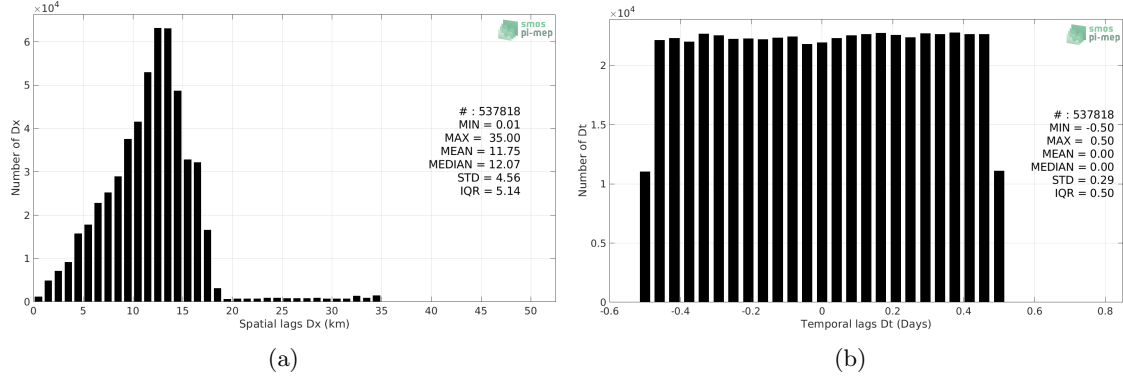 ×10⁴
6
5
4
3
2
1
0
Number of Dx
smos
pi-mep
# : 537818
MIN = 0.01
MAX = 35.00
MEAN = 11.75
MEDIAN = 12.07
STD = 4.56
IQR = 5.14
0 5 10 15 20 25 30 35 40 45 50
Spatial lags Dx (km)
(a)
×10⁴
2
1.5
1
0.5
0
Number of Dt
smos
pi-mep
# : 537818
MIN = -0.50
MAX = 0.50
MEAN = 0.00
MEDIAN = 0.00
STD = 0.29
IQR = 0.50
-0.6 -0.4 -0.2 0 0.2 0.4 0.6 0.8
Temporal lags Dt (Days)
(b)